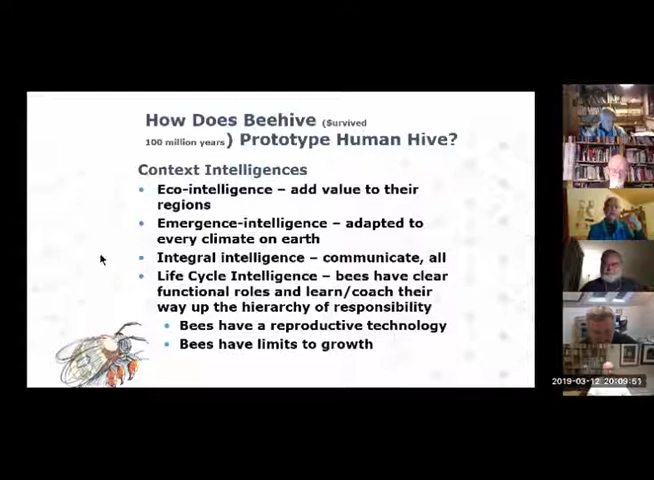 How Does Beehive (Survived
100 million years) Prototype Human Hive?
Context Intelligences
• Eco-intelligence – add value to their
regions
• Emergence-intelligence – adapted to
every climate on earth
• Integral intelligence – communicate, all
• Life Cycle Intelligence – bees have clear
functional roles and learn/coach their
way up the hierarchy of responsibility
• Bees have a reproductive technology
• Bees have limits to growth
2019-03-12 20:09:51